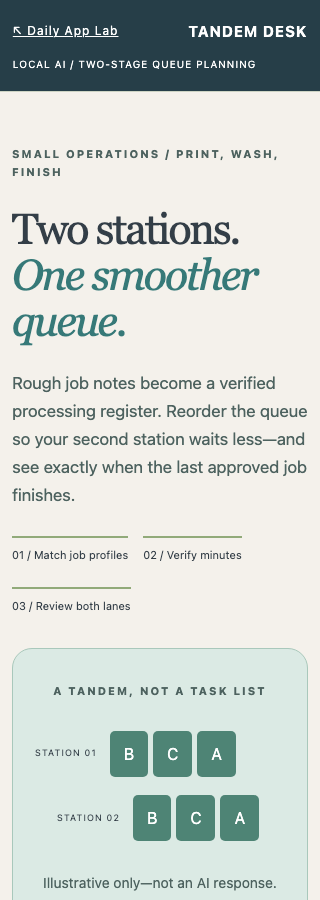 ↖ Daily App Lab
TANDEM DESK
LOCAL AI / TWO-STAGE QUEUE PLANNING
SMALL OPERATIONS / PRINT, WASH,
FINISH
Two stations.
One smoother
queue.
Rough job notes become a verified
processing register. Reorder the queue
so your second station waits less—and
see exactly when the last approved job
finishes.
01 / Match job profiles
02 / Verify minutes
03 / Review both lanes
A TANDEM, NOT A TASK LIST
STATION 01 B C A
STATION 02 B C A
Illustrative only—not an AI response.